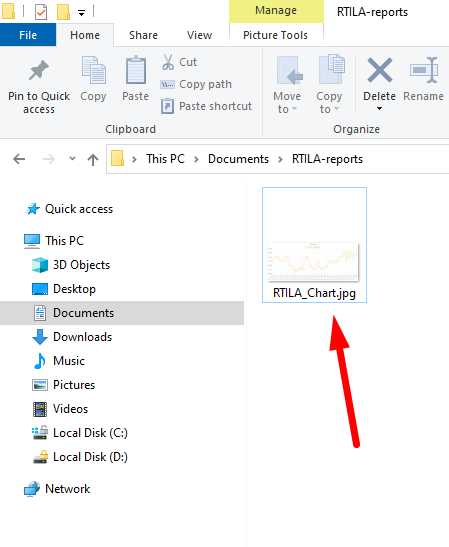 Manage
RTILA-reports
File
Home
Share
View
Picture Tools
Pin to Quick access
Copy
Paste
Cut
Copy path
Paste shortcut
Move to
Copy to
Delete
Rename
Clipboard
Organize
This PC > Documents > RTILA-reports
Quick access
This PC
3D Objects
Desktop
Documents
Downloads
Music
Pictures
Videos
Local Disk (C:)
Local Disk (D:)
Network
RTILA_Chart.jpg